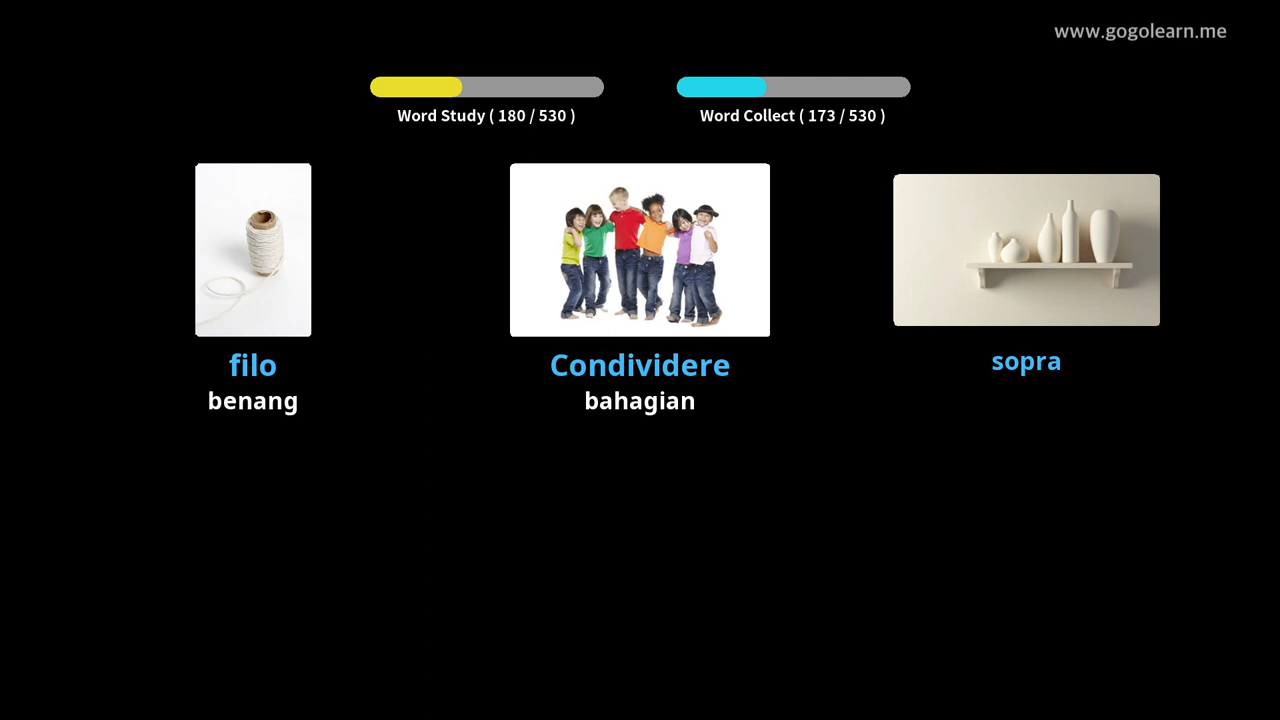 www.gogolearn.me
Word Study ( 180 / 530 )
Word Collect ( 173 / 530 )
filo
benang
Condividere
bahagian
sopra